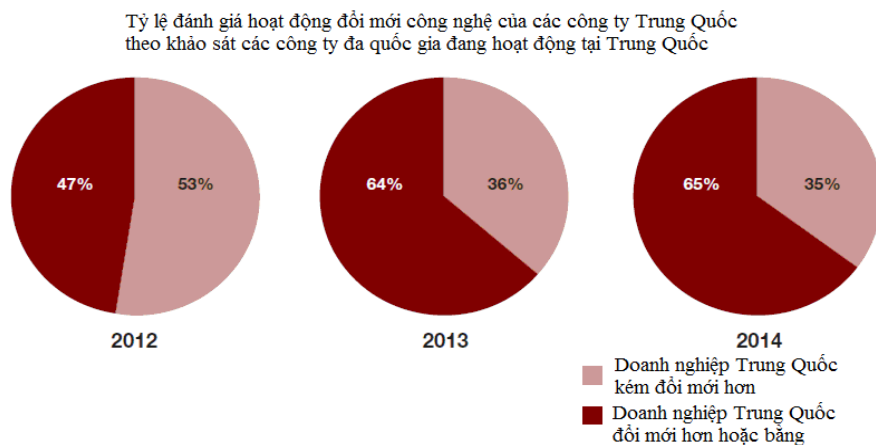 Tỷ lệ đánh giá hoạt động đổi mới công nghệ của các công ty Trung Quốc
theo khảo sát các công ty đa quốc gia đang hoạt động tại Trung Quốc
47%
53%
64%
36%
65%
35%
2012
2013
2014
Doanh nghiệp Trung Quốc
kém đổi mới hơn
Doanh nghiệp Trung Quốc
đổi mới hơn hoặc bằng